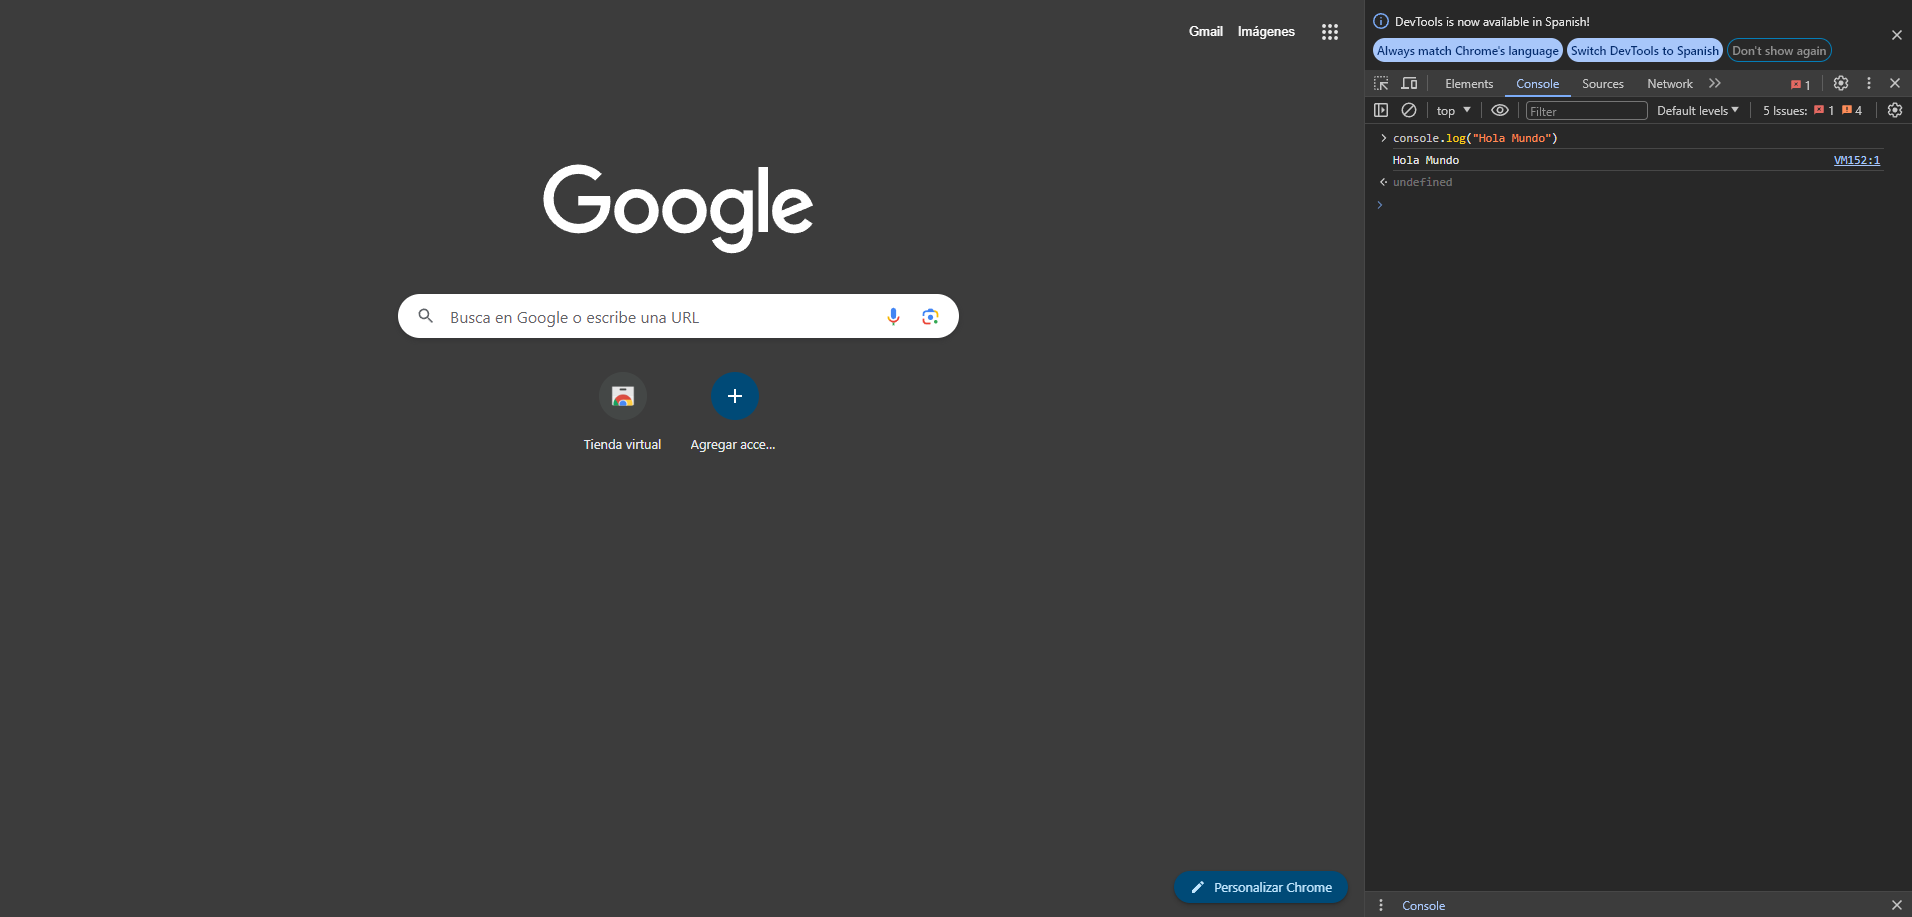 Gmail Imágenes
Google
Busca en Google o escribe una URL
Tienda virtual Agregar acce...
Personalizar Chrome
DevTools is now available in Spanish!
Always match Chrome's language Switch DevTools to Spanish Don't show again
Elements Console Sources Network 1
top Filter Default levels 5 Issues: 1 4
console.log("Hola Mundo")
Hola Mundo VM152:1
undefined
Console